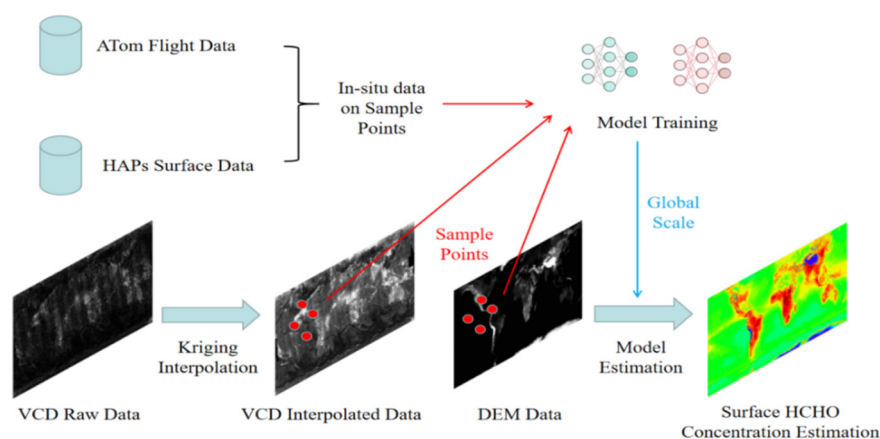 ATom Flight Data
HAPs Surface Data
In-situ data
on Sample
Points
Model Training
Global
Scale
Sample
Points
Kriging
Interpolation
Model
Estimation
VCD Raw Data
VCD Interpolated Data
DEM Data
Surface HCHO
Concentration Estimation